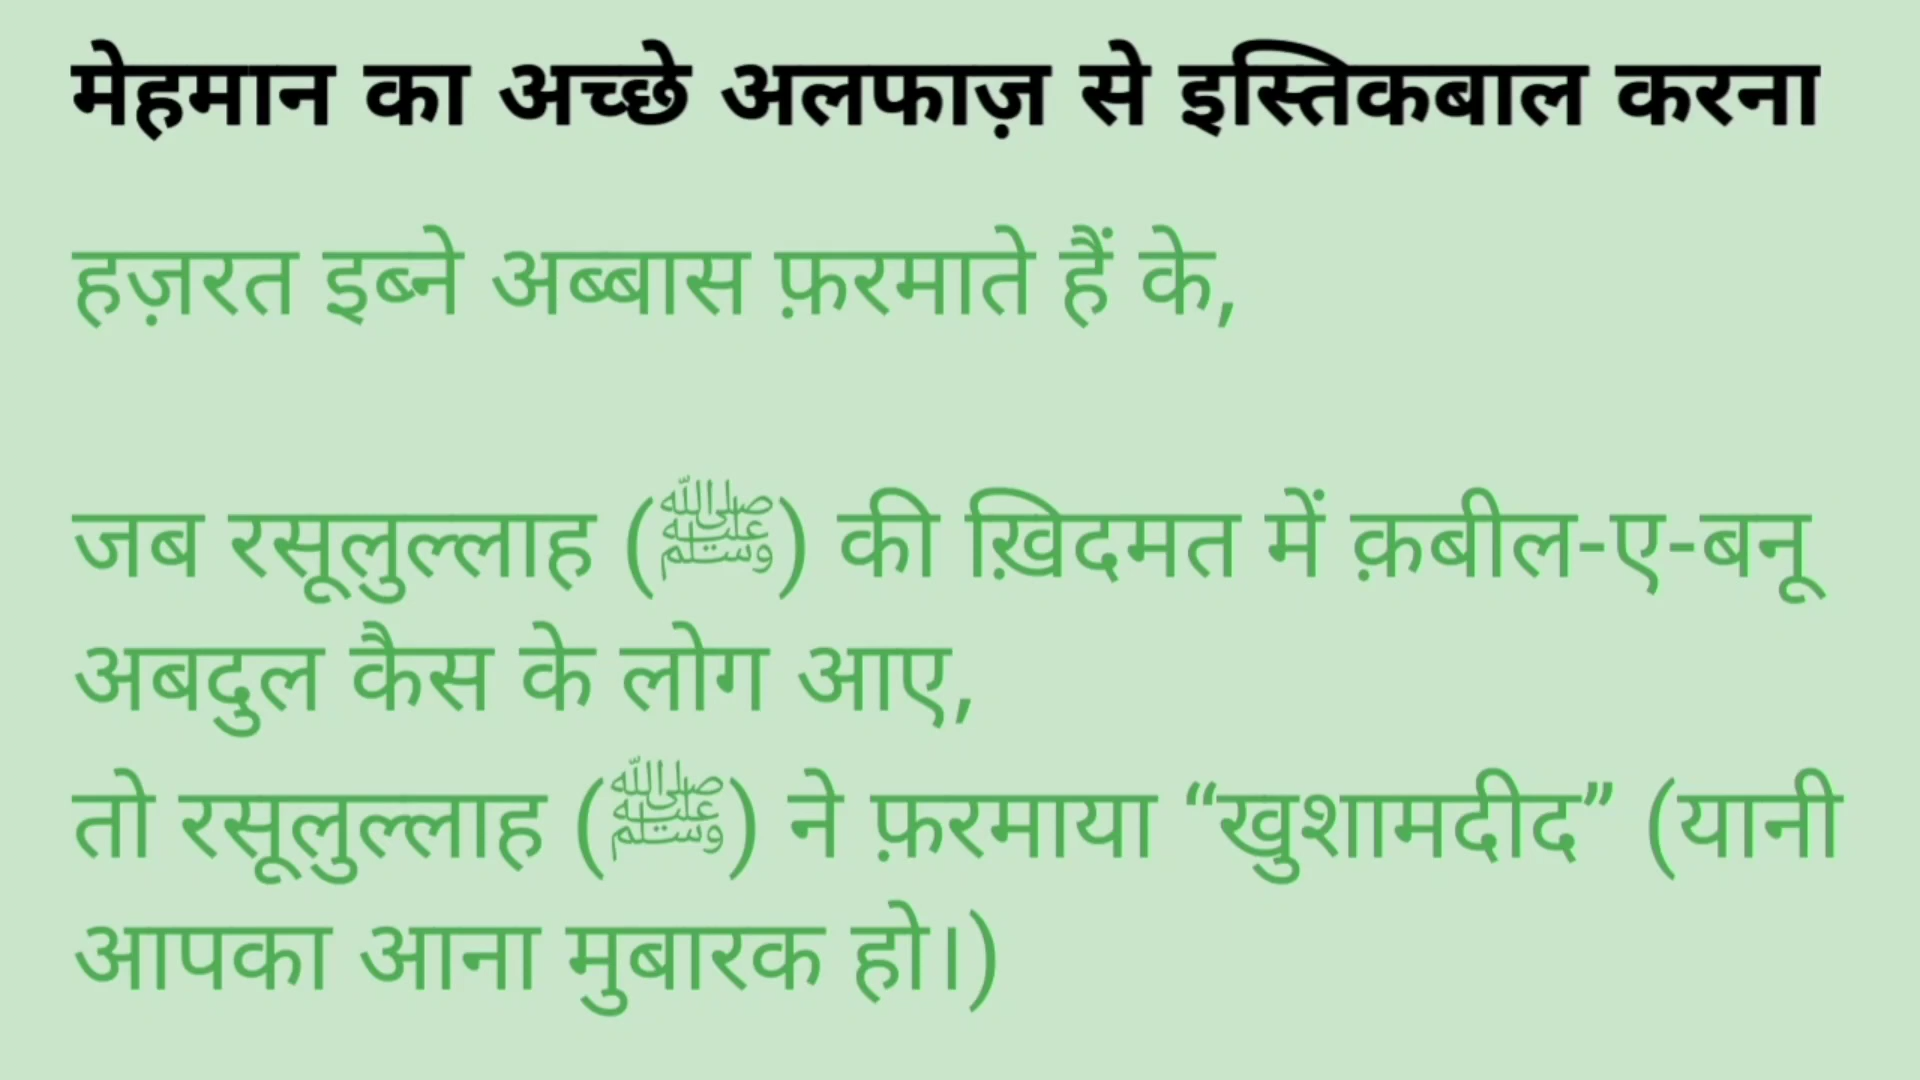 मेहमान का अच्छे अलफाज़ से इस्तिकबाल करना
हज़रत इब्ने अब्बास फ़रमाते हैं के,
जब रसूलुल्लाह (ﷺ) की ख़िदमत में क़बील-ए-बनू
अबदुल कैस के लोग आए,
तो रसूलुल्लाह (ﷺ) ने फ़रमाया “खुशामदीद” (यानी
आपका आना मुबारक हो।)